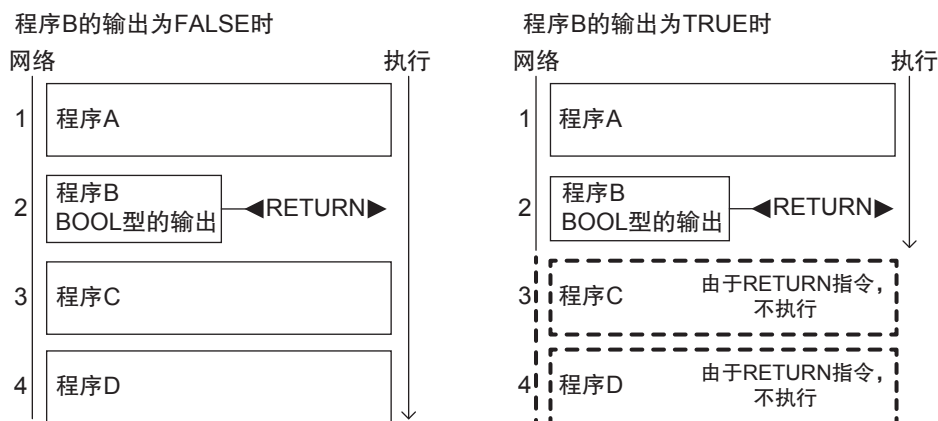 程序B的输出为FALSE时
网络
执行
1
程序A
2
程序B
BOOL型的输出
RETURN
3
程序C
4
程序D
程序B的输出为TRUE时
网络
执行
1
程序A
2
程序B
BOOL型的输出
RETURN
3
程序C
由于RETURN指令，
不执行
4
程序D
由于RETURN指令，
不执行